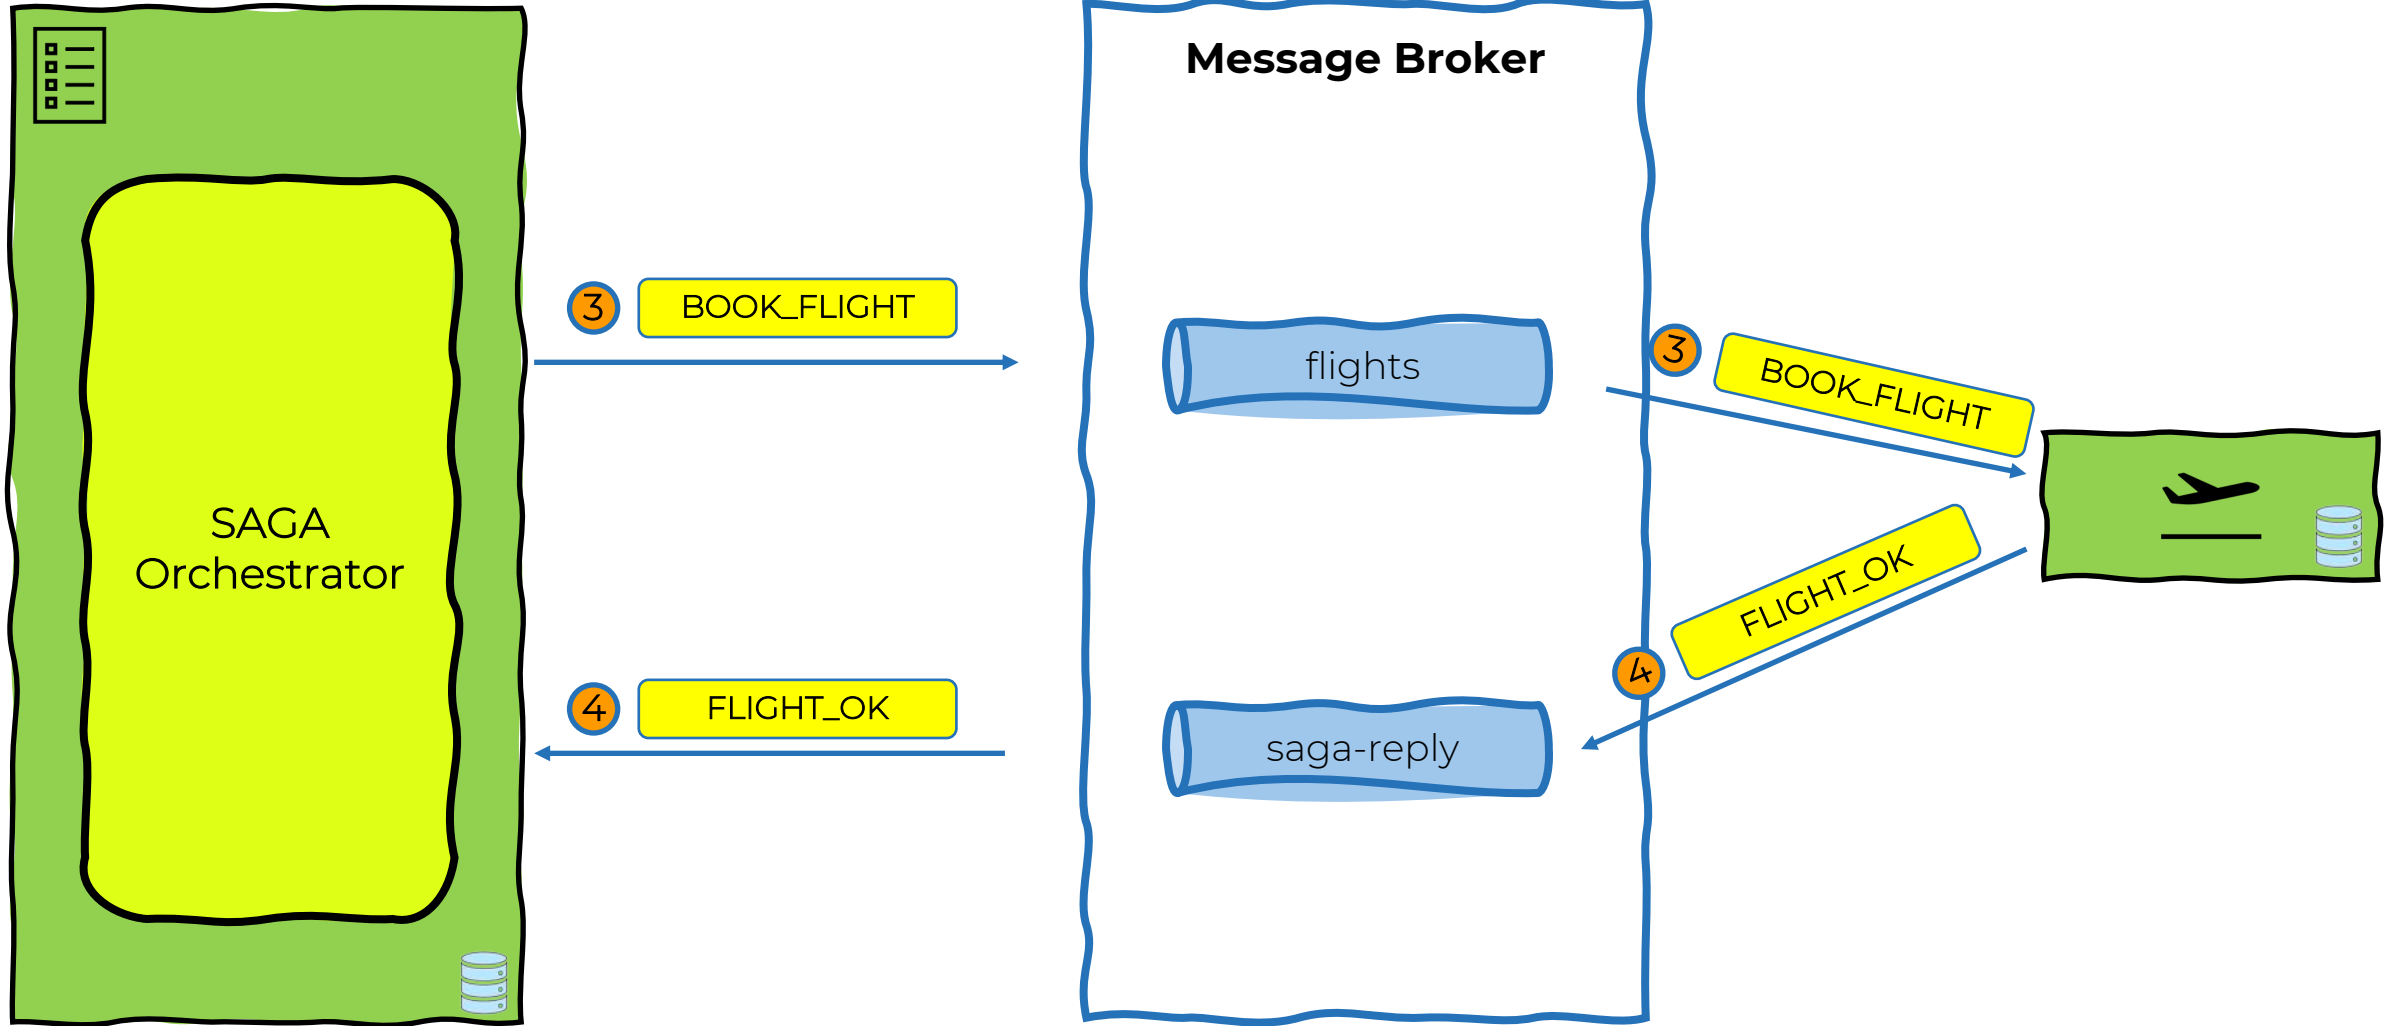 Message Broker
3
BOOK_FLIGHT
flights
3
BOOK_FLIGHT
SAGA
Orchestrator
FLIGHT_OK
4
4
FLIGHT_OK
saga-reply